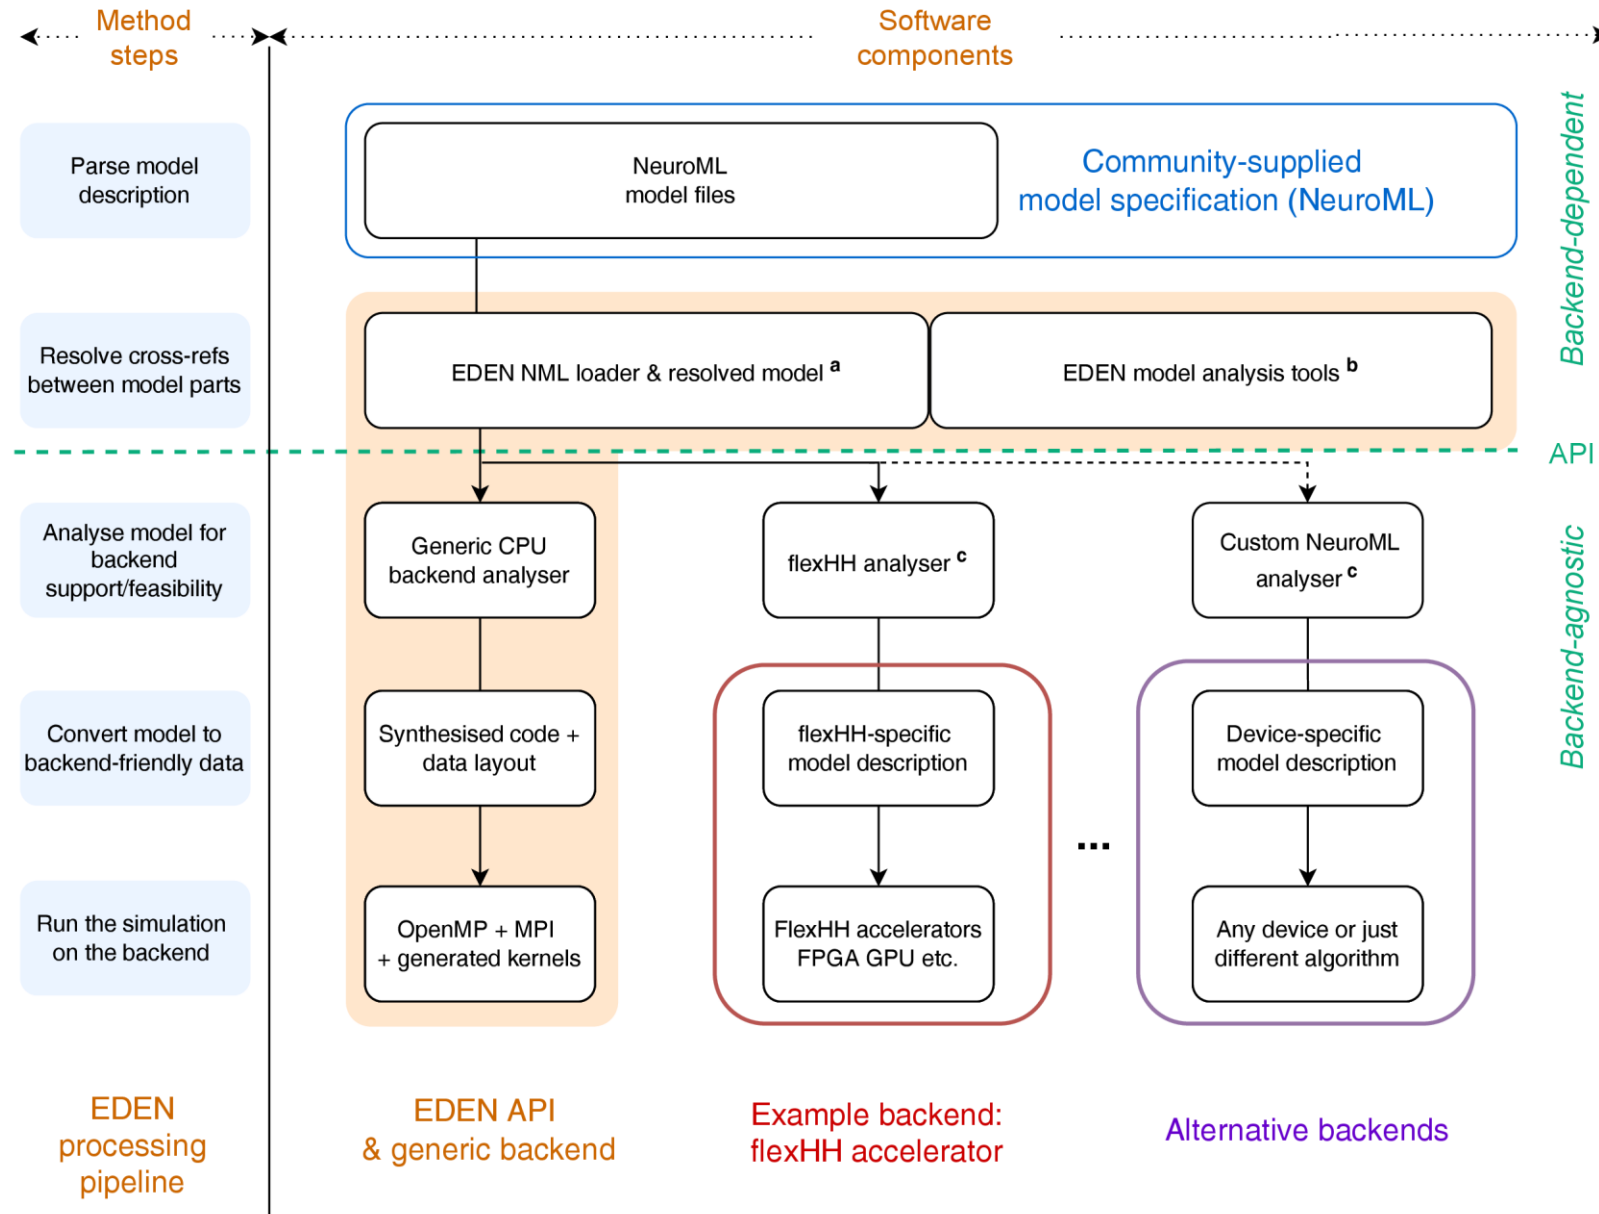 Method
steps
Software
components
Parse model
description
NeuroML
model files
Community-supplied
model specification (NeuroML)
Backend-dependent
Resolve cross-refs
between model parts
EDEN NML loader & resolved model a
EDEN model analysis tools b
API
Analyse model for
backend
support/feasibility
Generic CPU
backend analyser
flexHH analyser c
Custom NeuroML
analyser c
Backend-agnostic
Convert model to
backend-friendly data
Synthesised code +
data layout
flexHH-specific
model description
Device-specific
model description
...
Run the simulation
on the backend
OpenMP + MPI
+ generated kernels
FlexHH accelerators
FPGA GPU etc.
Any device or just
different algorithm
EDEN
processing
pipeline
EDEN API
& generic backend
Example backend:
flexHH accelerator
Alternative backends